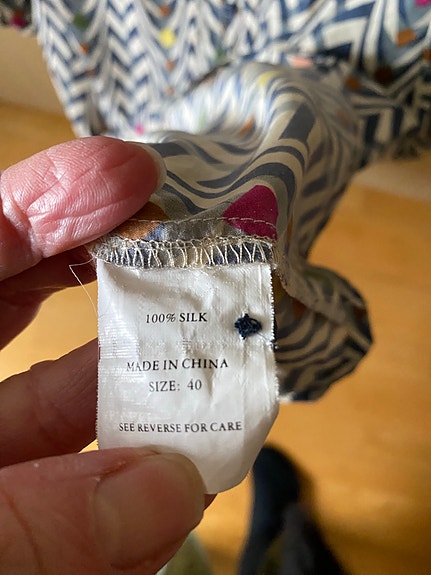 100% SILK
MADE IN CHINA
SIZE: 40
SEE REVERSE FOR CARE